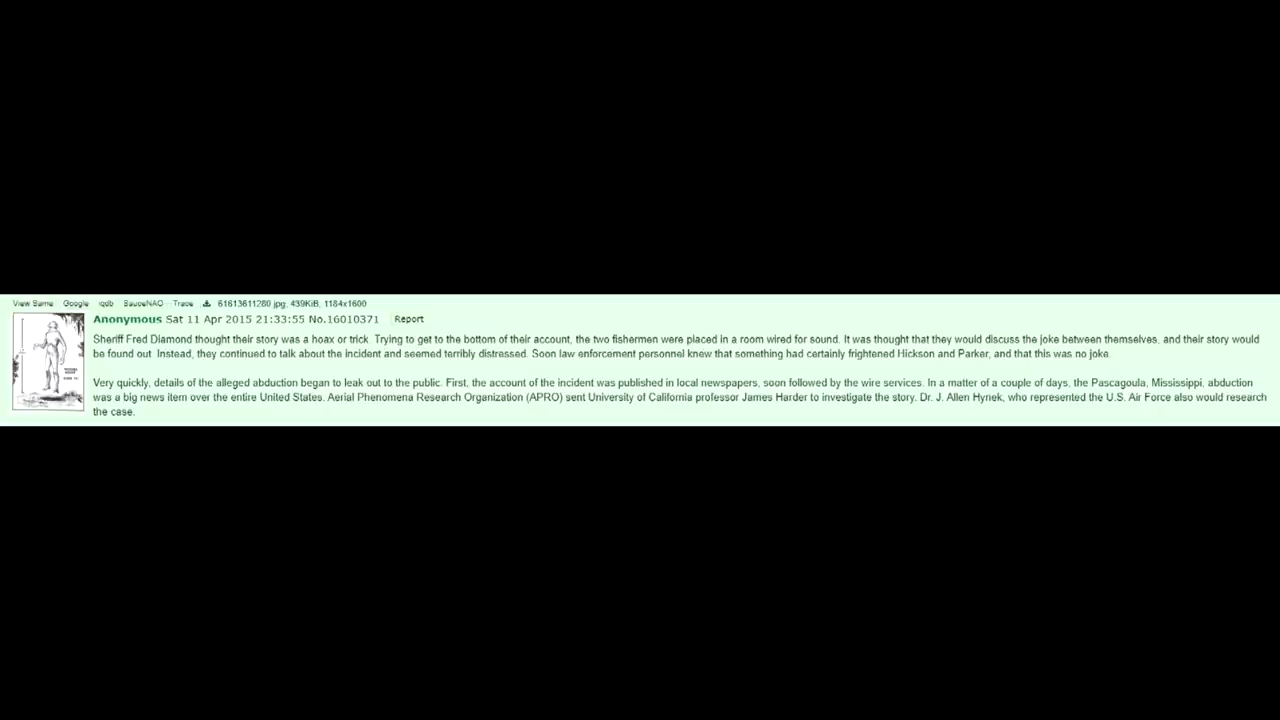 View Same Google iqdb SauceNAO Trace 61613611280.jpg, 439KiB, 1184x1600
Anonymous Sat 11 Apr 2015 21:33:55 No.16010371 Report
Sheriff Fred Diamond thought their story was a hoax or trick. Trying to get to the bottom of their account, the two fishermen were placed in a room wired for sound. It was thought that they would discuss the joke between themselves, and their story would
be found out. Instead, they continued to talk about the incident and seemed terribly distressed. Soon law enforcement personnel knew that something had certainly frightened Hickson and Parker, and that this was no joke.
Very quickly, details of the alleged abduction began to leak out to the public. First, the account of the incident was published in local newspapers, soon followed by the wire services. In a matter of a couple of days, the Pascagoula, Mississippi, abduction
was a big news item over the entire United States. Aerial Phenomena Research Organization (APRO) sent University of California professor James Harder to investigate the story. Dr. J. Allen Hynek, who represented the U.S. Air Force also would research
the case.